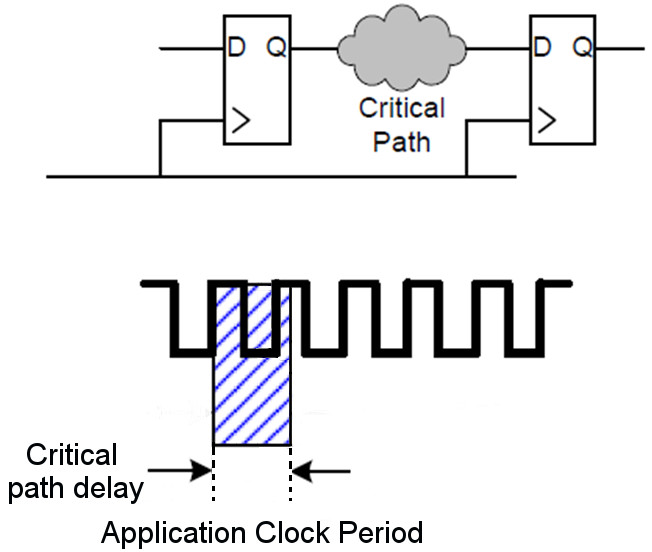 D Q
D Q
Critical
Path
Critical
path delay
Application Clock Period